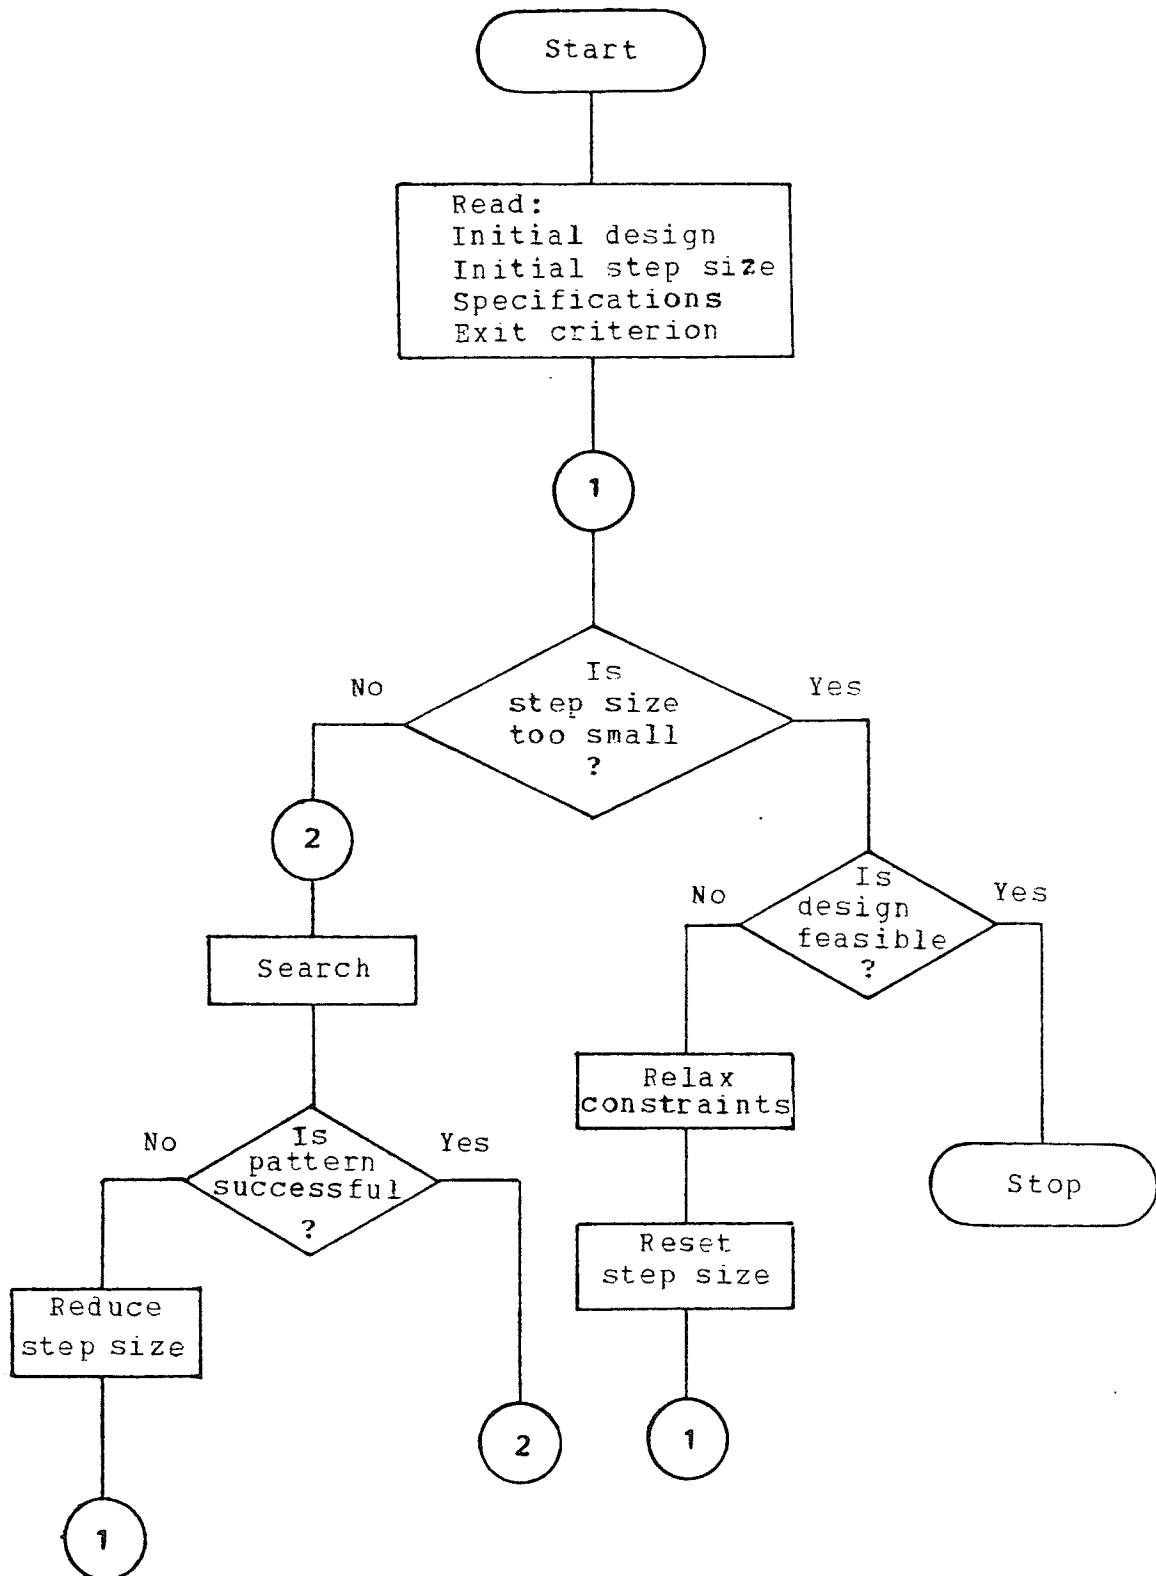 Start
Read:
Initial design
Initial step size
Specifications
Exit criterion
1
Is
step size
too small
?
No
Yes
2
Search
Is
design
feasible
?
No
Yes
Relax
constraints
Reset
step size
1
Stop
Is
pattern
successful
?
No
Yes
Reduce
step size
1
2